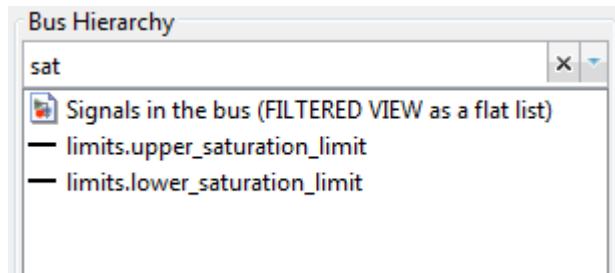 Bus Hierarchy
sat
Signals in the bus (FILTERED VIEW as a flat list)
limits.upper_saturation_limit
limits.lower_saturation_limit